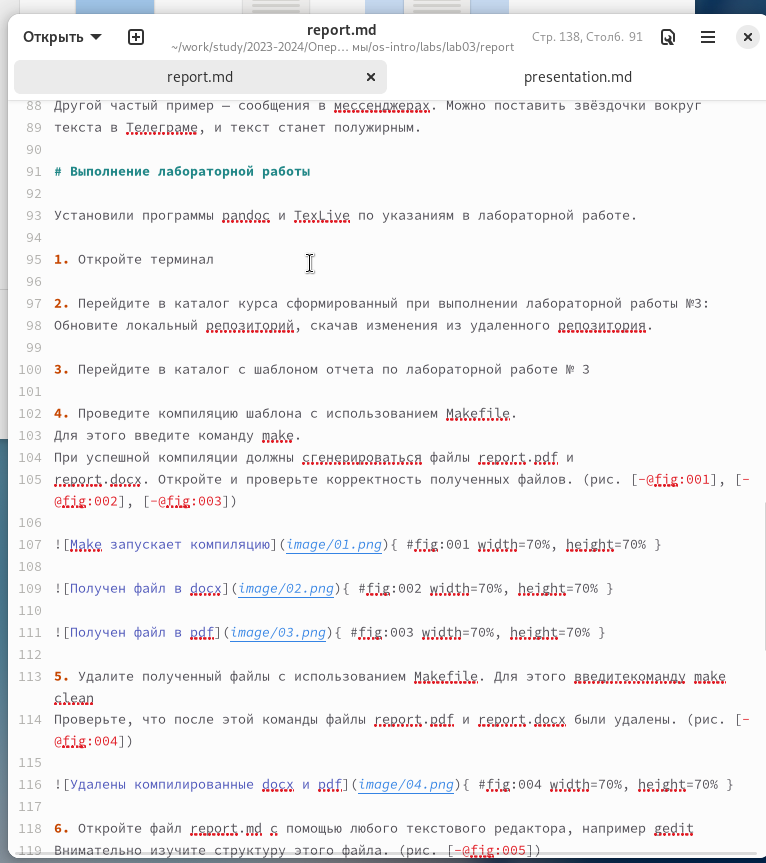 Открыть
report.md
~/work/study/2023-2024/Опер… мы/os-intro/labs/lab03/report
Стр. 138, Столб. 91
report.md
presentation.md
88 Другой частый пример — сообщения в мессенджерах. Можно поставить звёздочки вокруг
89 текста в Телеграме, и текст станет полужирным.
90
91 # Выполнение лабораторной работы
92
93 Установили программы pandoc и TexLive по указаниям в лабораторной работе.
94
95 1. Откройте терминал
96
97 2. Перейдите в каталог курса сформированный при выполнении лабораторной работы №3:
98 Обновите локальный репозиторий, скачав изменения из удаленного репозитория.
99
100 3. Перейдите в каталог с шаблоном отчета по лабораторной работе № 3
101
102 4. Проведите компиляцию шаблона с использованием Makefile.
103 Для этого введите команду make.
104 При успешной компиляции должны сгенерироваться файлы report.pdf и
105 report.docx. Откройте и проверьте корректность полученных файлов. (рис. [-@fig:001], [-
@fig:002], [-@fig:003])
106
107 ![Make запускает компиляцию](image/01.png){ #fig:001 width=70%, height=70% }
108
109 ![Получен файл в docx](image/02.png){ #fig:002 width=70%, height=70% }
110
111 ![Получен файл в pdf](image/03.png){ #fig:003 width=70%, height=70% }
112
113 5. Удалите полученный файлы с использованием Makefile. Для этого введитекоманду make
clean
114 Проверьте, что после этой команды файлы report.pdf и report.docx были удалены. (рис. [-
@fig:004])
115
116 ![Удалены компилированные docx и pdf](image/04.png){ #fig:004 width=70%, height=70% }
117
118 6. Откройте файл report.md с помощью любого текстового редактора, например gedit
119 Внимательно изучите структуру этого файла. (рис. [-@fig:005])